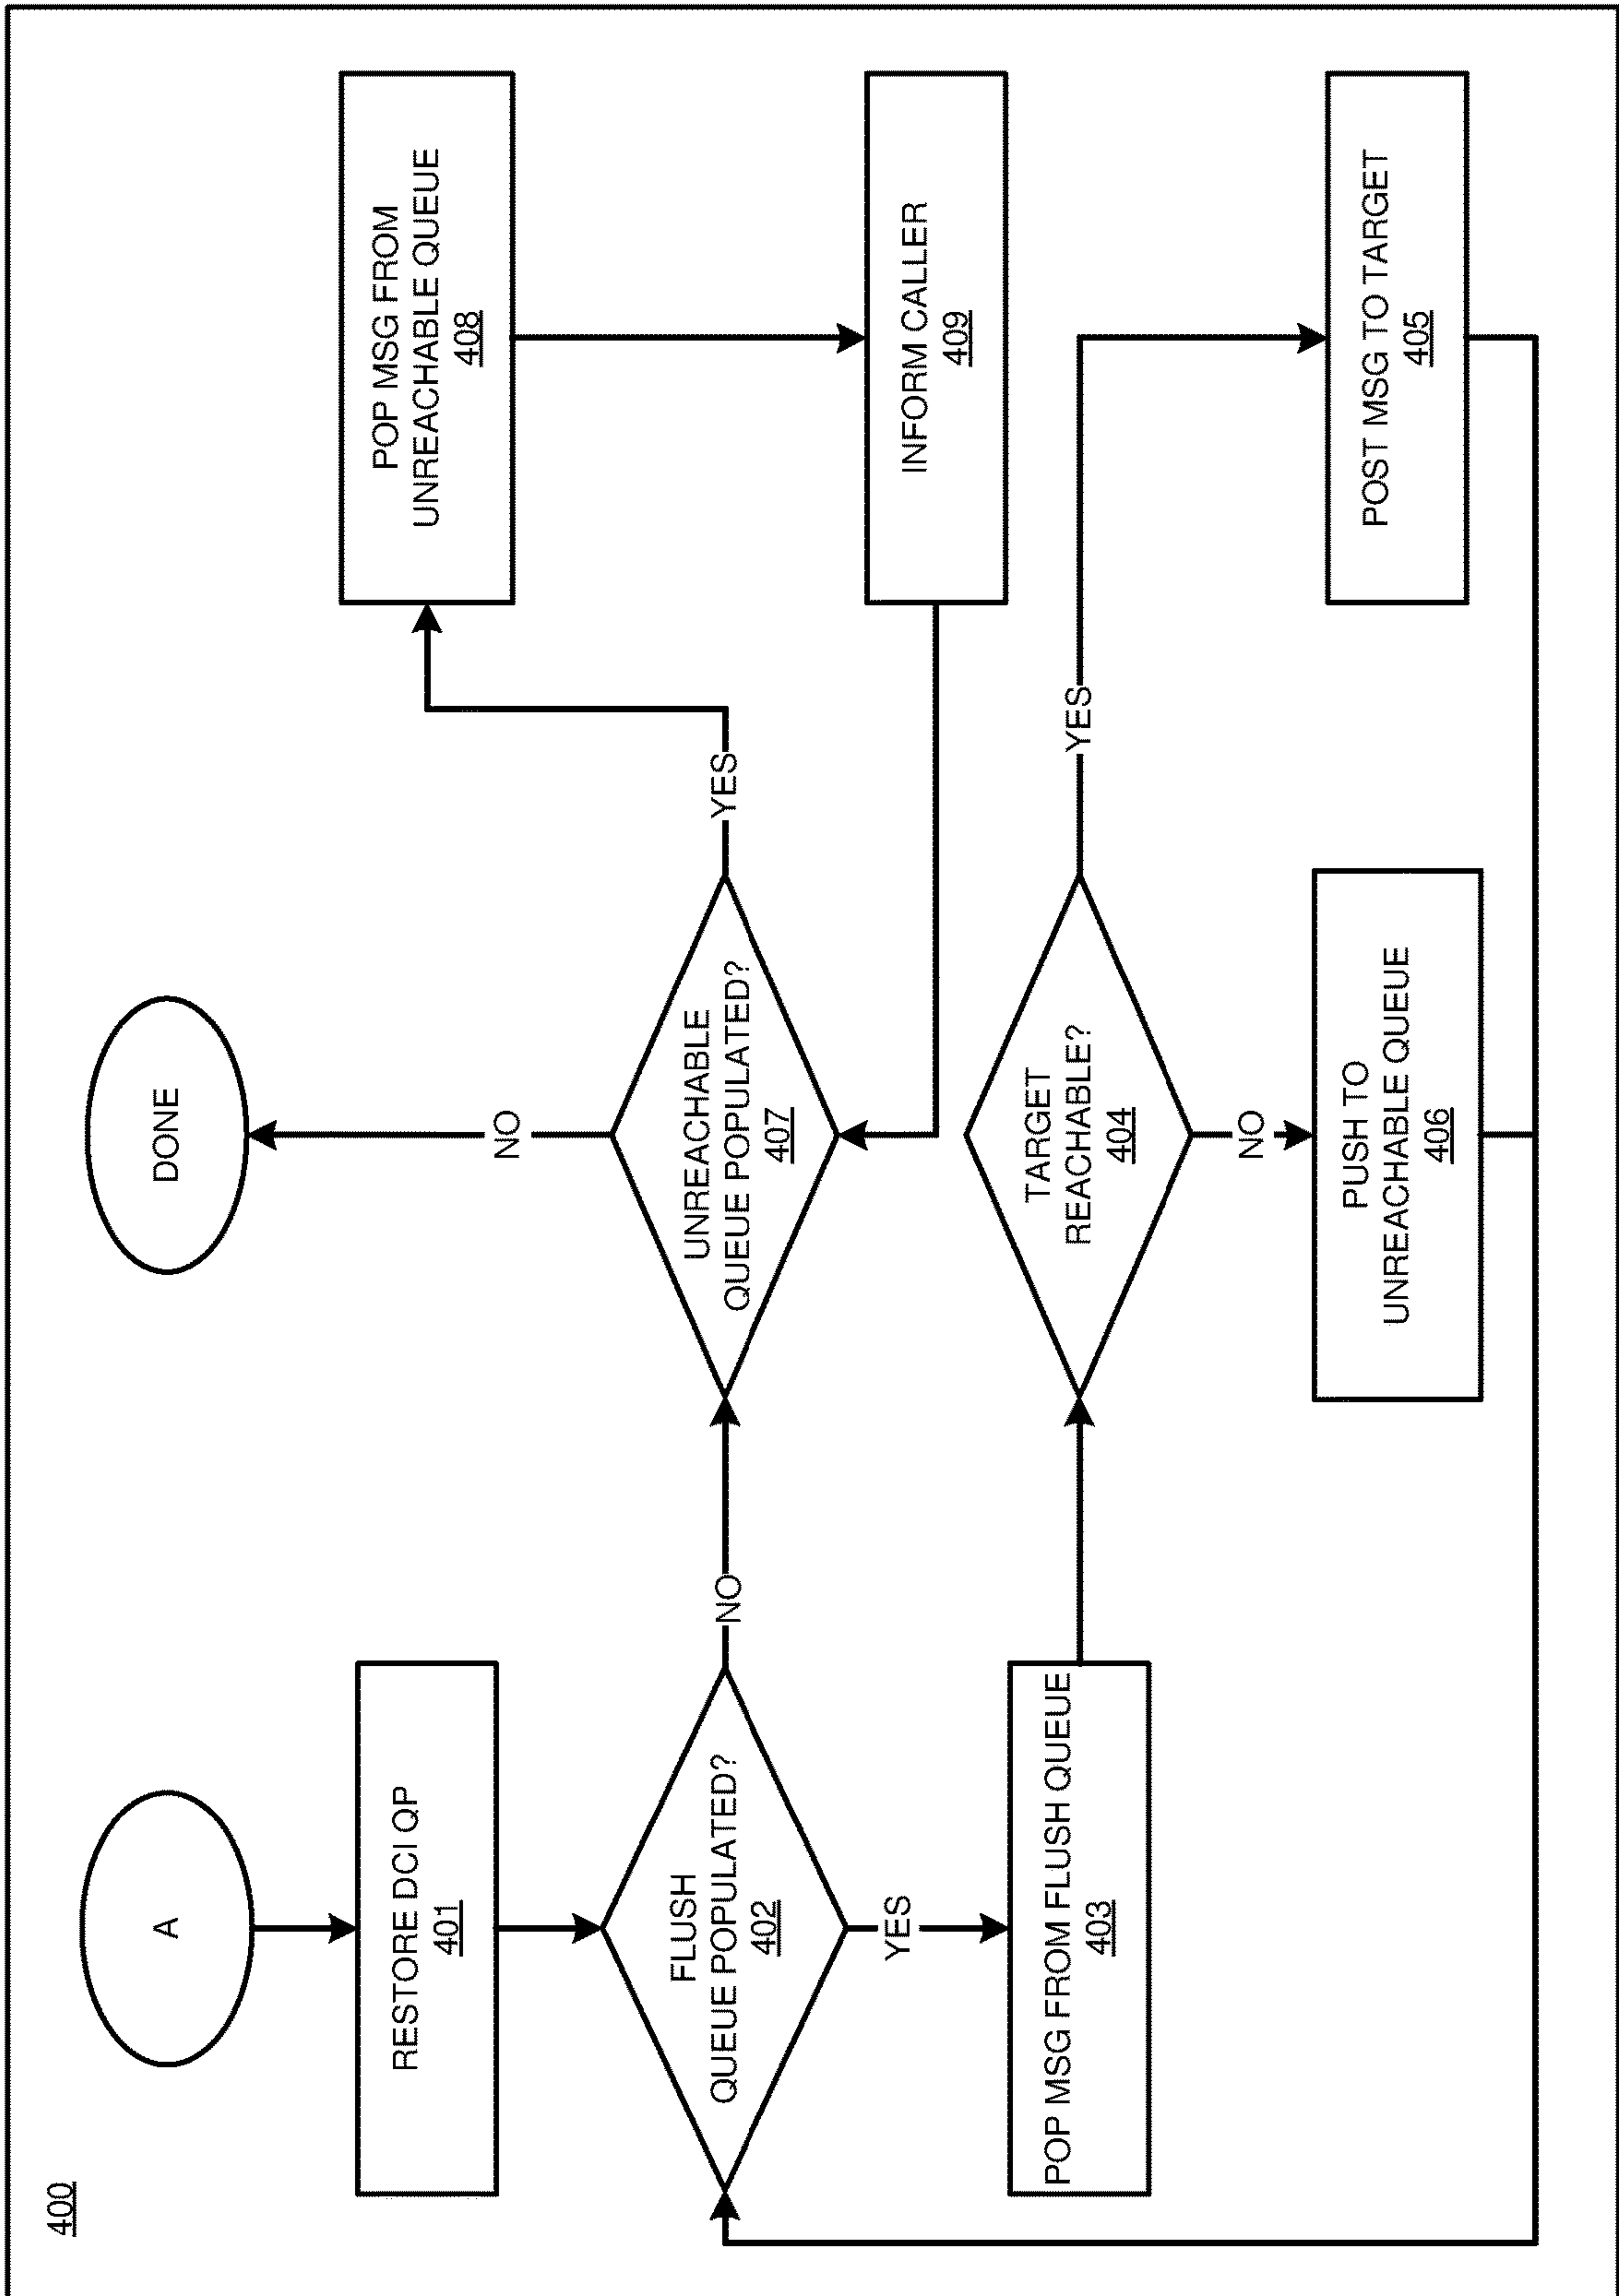 400
A
DONE
RESTORE DCI QP
401
POP MSG FROM
UNREACHABLE QUEUE
408
FLUSH
QUEUE POPULATED?
402
NO
UNREACHABLE
QUEUE POPULATED?
407
NO
YES
INFORM CALLER
409
YES
POP MSG FROM FLUSH QUEUE
403
TARGET
REACHABLE?
404
YES
NO
PUSH TO
UNREACHABLE QUEUE
406
POST MSG TO TARGET
405